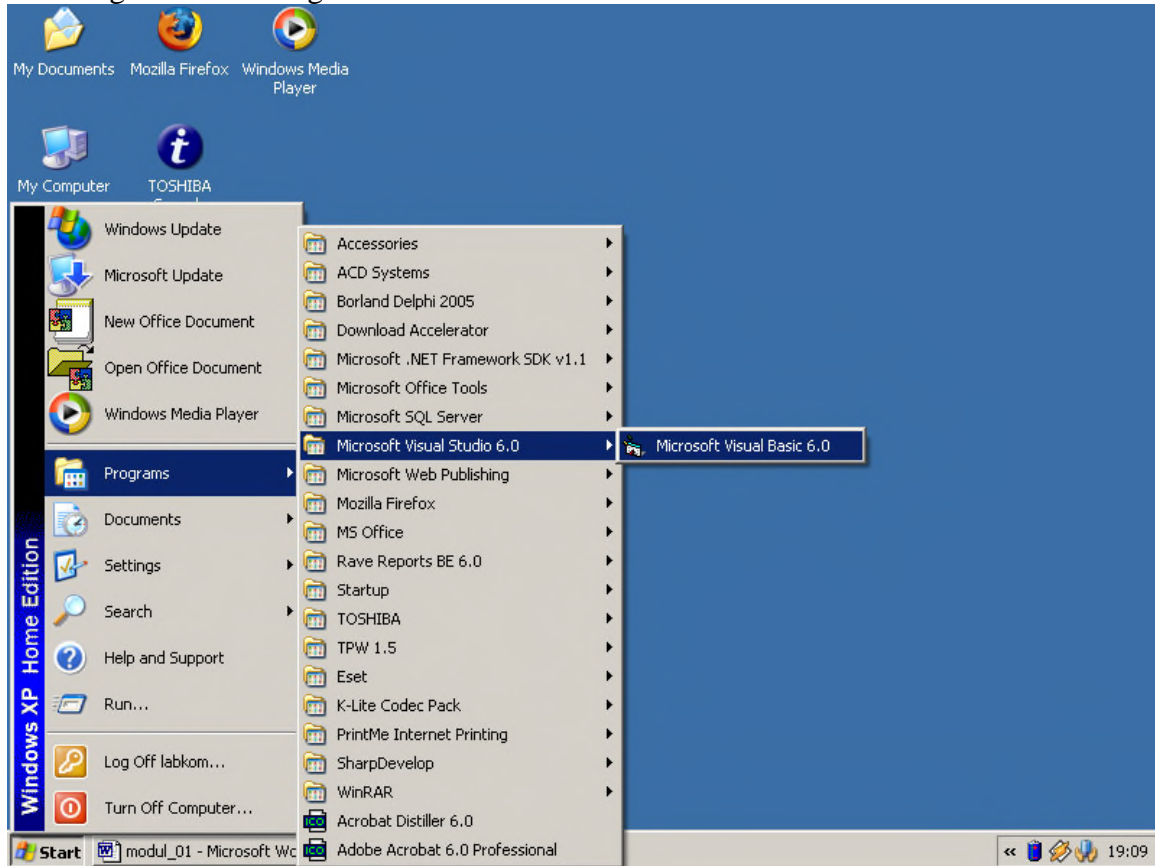 My Documents
Mozilla Firefox
Windows Media
Player
My Computer
TOSHIBA
Windows Update
Microsoft Update
New Office Document
Open Office Document
Windows Media Player
Programs
Documents
Settings
Search
Help and Support
Run...
Log Off labkom...
Turn Off Computer...
Windows XP Home Edition
Accessories
ACD Systems
Borland Delphi 2005
Download Accelerator
Microsoft .NET Framework SDK v1.1
Microsoft Office Tools
Microsoft SQL Server
Microsoft Visual Studio 6.0
Microsoft Web Publishing
Mozilla Firefox
MS Office
Rave Reports BE 6.0
Startup
TOSHIBA
TPW 1.5
Eset
K-Lite Codec Pack
PrintMe Internet Printing
SharpDevelop
WinRAR
Acrobat Distiller 6.0
Adobe Acrobat 6.0 Professional
Microsoft Visual Basic 6.0
Start
modul_01 - Microsoft Wo
19:09